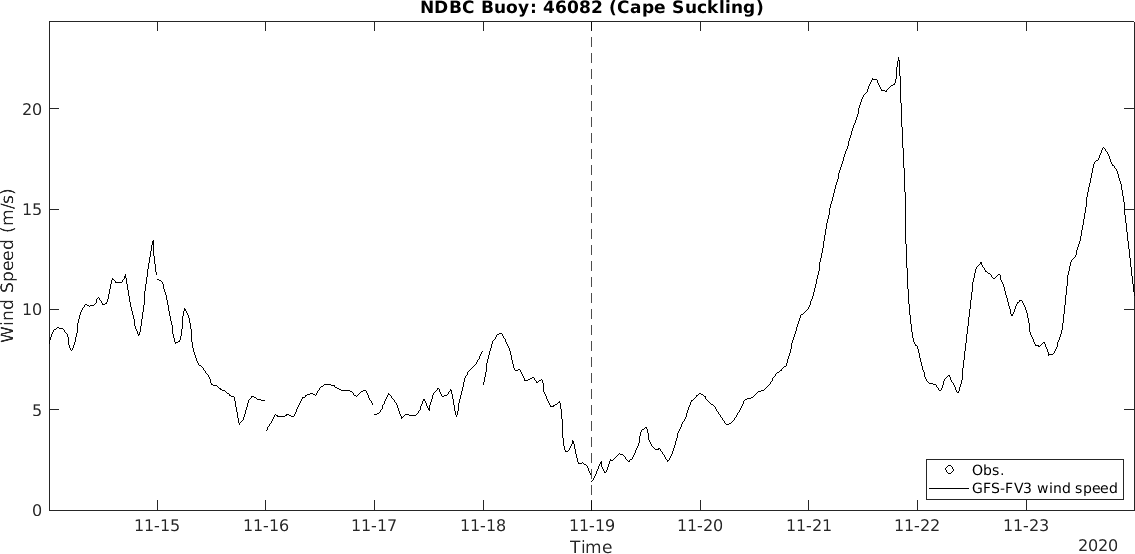 NDBC Buoy: 46082 (Cape Suckling)
Wind Speed (m/s)
20
15
10
5
0
Obs.
GFS-FV3 wind speed
11-15 11-16 11-17 11-18 11-19 11-20 11-21 11-22 11-23
Time
2020